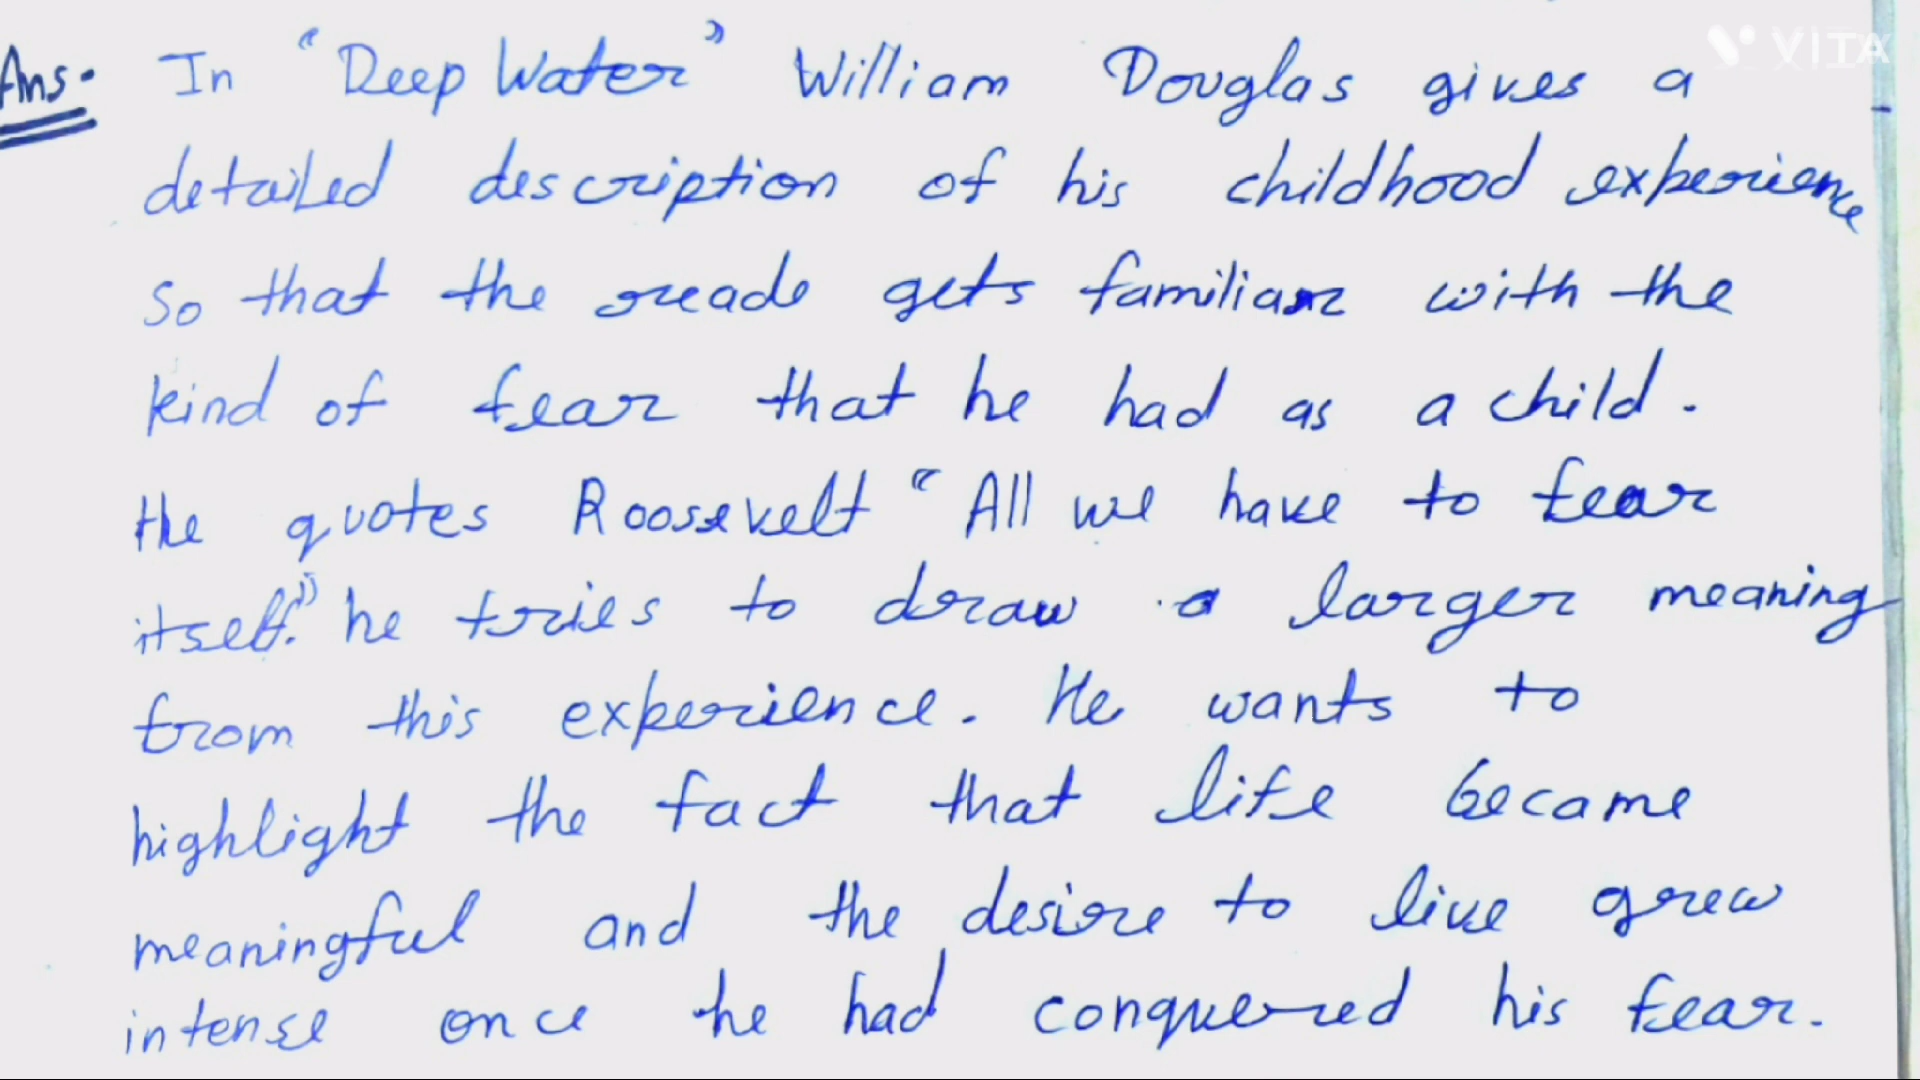 Ans. In "Deep Water" William Douglas gives a
VITA
detailed description of his childhood experience
So that the reade gets familiar with the
kind of fear that he had as a child.
He quotes Roosevelt "All we have to fear
itself." he tries to draw a larger meaning
from this experience. He wants to
highlight the fact that life became
meaningful and the desire to live grew
intense once he had conquered his fear.